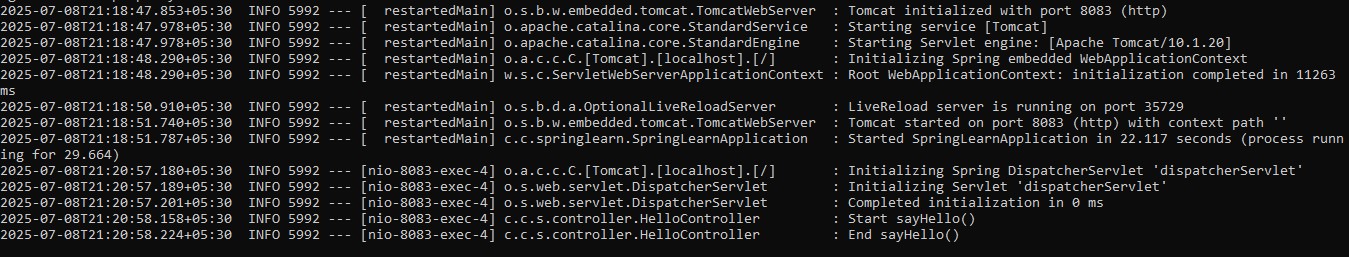 2025-07-08T21:18:47.853+05:30  INFO 5992 --- [  restartedMain] o.s.b.w.embedded.tomcat.TomcatWebServer  : Tomcat initialized with port 8083 (http)
2025-07-08T21:18:47.978+05:30  INFO 5992 --- [  restartedMain] o.apache.catalina.core.StandardService   : Starting service [Tomcat]
2025-07-08T21:18:47.978+05:30  INFO 5992 --- [  restartedMain] o.apache.catalina.core.StandardEngine    : Starting Servlet engine: [Apache Tomcat/10.1.20]
2025-07-08T21:18:48.290+05:30  INFO 5992 --- [  restartedMain] o.a.c.c.C.[Tomcat].[localhost].[/]       : Initializing Spring embedded WebApplicationContext
2025-07-08T21:18:48.290+05:30  INFO 5992 --- [  restartedMain] w.s.c.ServletWebServerApplicationContext : Root WebApplicationContext: initialization completed in 11263
ms
2025-07-08T21:18:50.910+05:30  INFO 5992 --- [  restartedMain] o.s.b.d.a.OptionalLiveReloadServer       : LiveReload server is running on port 35729
2025-07-08T21:18:51.740+05:30  INFO 5992 --- [  restartedMain] o.s.b.w.embedded.tomcat.TomcatWebServer  : Tomcat started on port 8083 (http) with context path ''
2025-07-08T21:18:51.787+05:30  INFO 5992 --- [  restartedMain] c.c.springlearn.SpringLearnApplication   : Started SpringLearnApplication in 22.117 seconds (process runn
ing for 29.664)
2025-07-08T21:20:57.180+05:30  INFO 5992 --- [nio-8083-exec-4] o.a.c.c.C.[Tomcat].[localhost].[/]       : Initializing Spring DispatcherServlet 'dispatcherServlet'
2025-07-08T21:20:57.189+05:30  INFO 5992 --- [nio-8083-exec-4] o.s.web.servlet.DispatcherServlet        : Initializing Servlet 'dispatcherServlet'
2025-07-08T21:20:57.201+05:30  INFO 5992 --- [nio-8083-exec-4] o.s.web.servlet.DispatcherServlet        : Completed initialization in 0 ms
2025-07-08T21:20:58.158+05:30  INFO 5992 --- [nio-8083-exec-4] c.c.s.controller.HelloController         : Start sayHello()
2025-07-08T21:20:58.224+05:30  INFO 5992 --- [nio-8083-exec-4] c.c.s.controller.HelloController         : End sayHello()